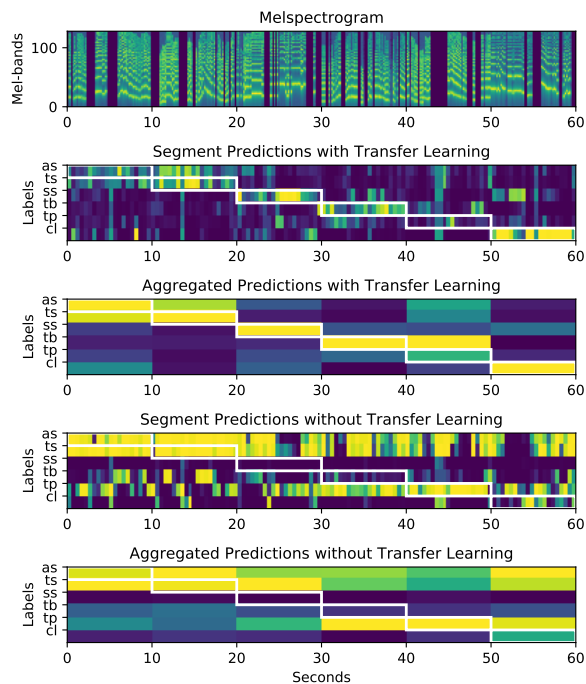 Melspectrogram
Mel-bands
100
0
0 10 20 30 40 50 60
Segment Predictions with Transfer Learning
Labels
as
ts
ss
tb
tp
cl
0 10 20 30 40 50 60
Aggregated Predictions with Transfer Learning
Labels
as
ts
ss
tb
tp
cl
0 10 20 30 40 50 60
Segment Predictions without Transfer Learning
Labels
as
ts
ss
tb
tp
cl
0 10 20 30 40 50 60
Aggregated Predictions without Transfer Learning
Labels
as
ts
ss
tb
tp
cl
0 10 20 30 40 50 60
Seconds